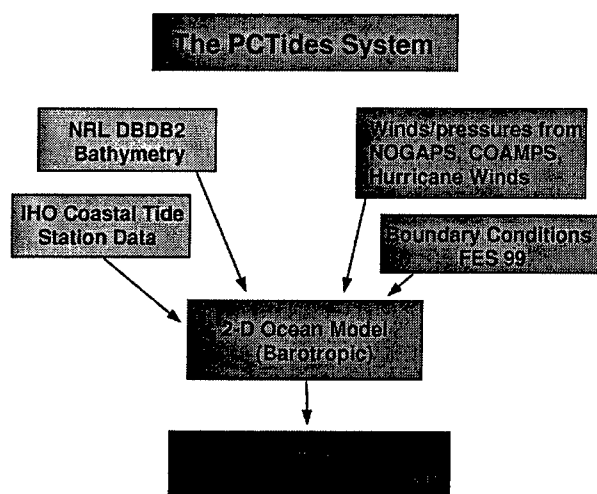 The PCTides System
NRL DBDB2
Bathymetry
Winds/pressures from
NOGAPS, COAMPS,
Hurricane Winds
IHO Coastal Tide
Station Data
Boundary Conditions
FES 99
2-D Ocean Model
(Barotropic)